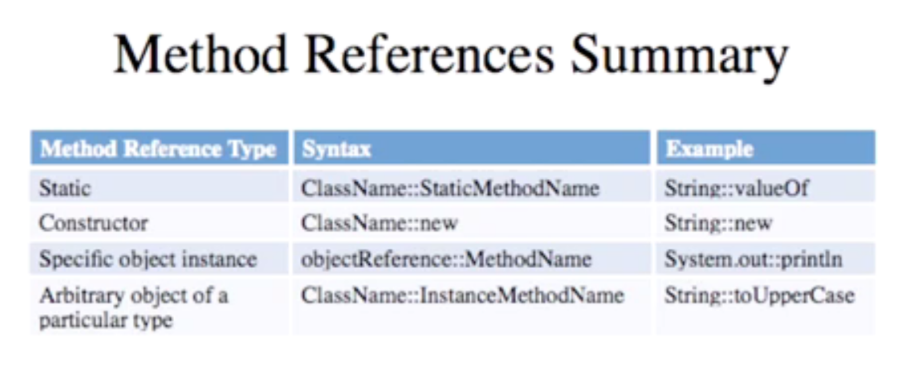 Method References Summary
Method Reference Type Syntax Example
Static ClassName::StaticMethodName String::valueOf
Constructor ClassName::new String::new
Specific object instance objectReference::MethodName System.out::println
Arbitrary object of a ClassName::InstanceMethodName String::toUpperCase
particular type